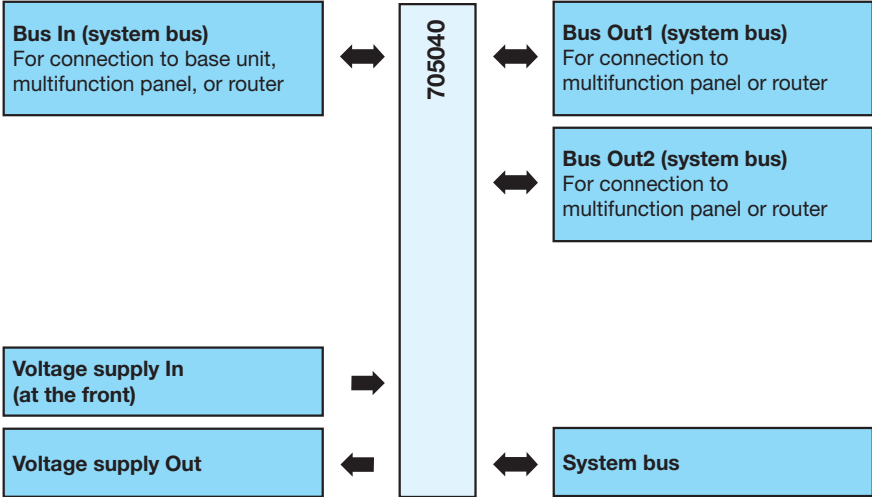 Bus In (system bus)
For connection to base unit,
multifunction panel, or router
705040
Bus Out1 (system bus)
For connection to
multifunction panel or router
Bus Out2 (system bus)
For connection to
multifunction panel or router
Voltage supply In
(at the front)
Voltage supply Out
System bus